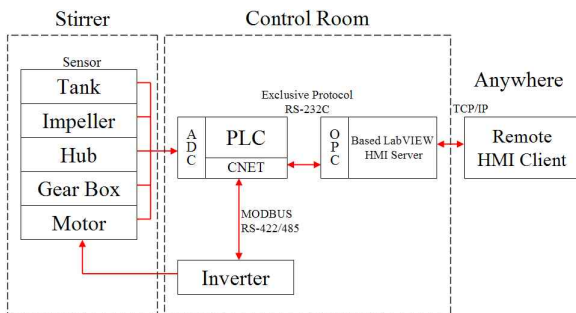 Stirrer
Control Room
Anywhere
Sensor
Tank
Impeller
Hub
Gear Box
Motor
ADC
PLC
CNET
Exclusive Protocol
RS-232C
OPC
Based LabVIEW
HMI Server
TCP/IP
Remote
HMI Client
MODBUS
RS-422/485
Inverter